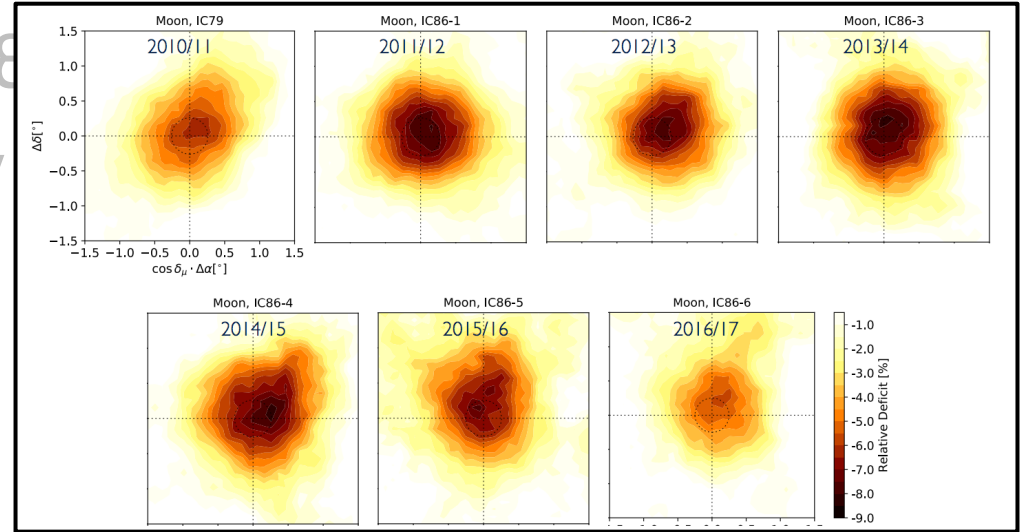 Moon, IC79
Moon, IC86-1
Moon, IC86-2
Moon, IC86-3
2010/11
2011/12
2012/13
2013/14
1.5
1.0
0.5
0.0
−0.5
−1.0
−1.5
Δδ[°]
−1.5 −1.0 −0.5 0.0 0.5 1.0 1.5
cos δμ · Δα[°]
Moon, IC86-4
Moon, IC86-5
Moon, IC86-6
2014/15
2015/16
2016/17
-1.0
-2.0
-3.0
-4.0
-5.0
-6.0
-7.0
-8.0
-9.0
Relative Deficit [%]